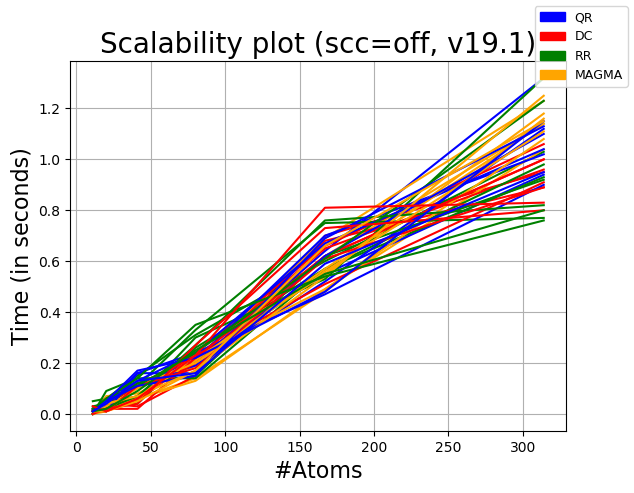 Scalability plot (scc=off, v19.1)
QR
DC
RR
MAGMA
Time (in seconds)
1.2
1.0
0.8
0.6
0.4
0.2
0.0
0 50 100 150 200 250 300
#Atoms